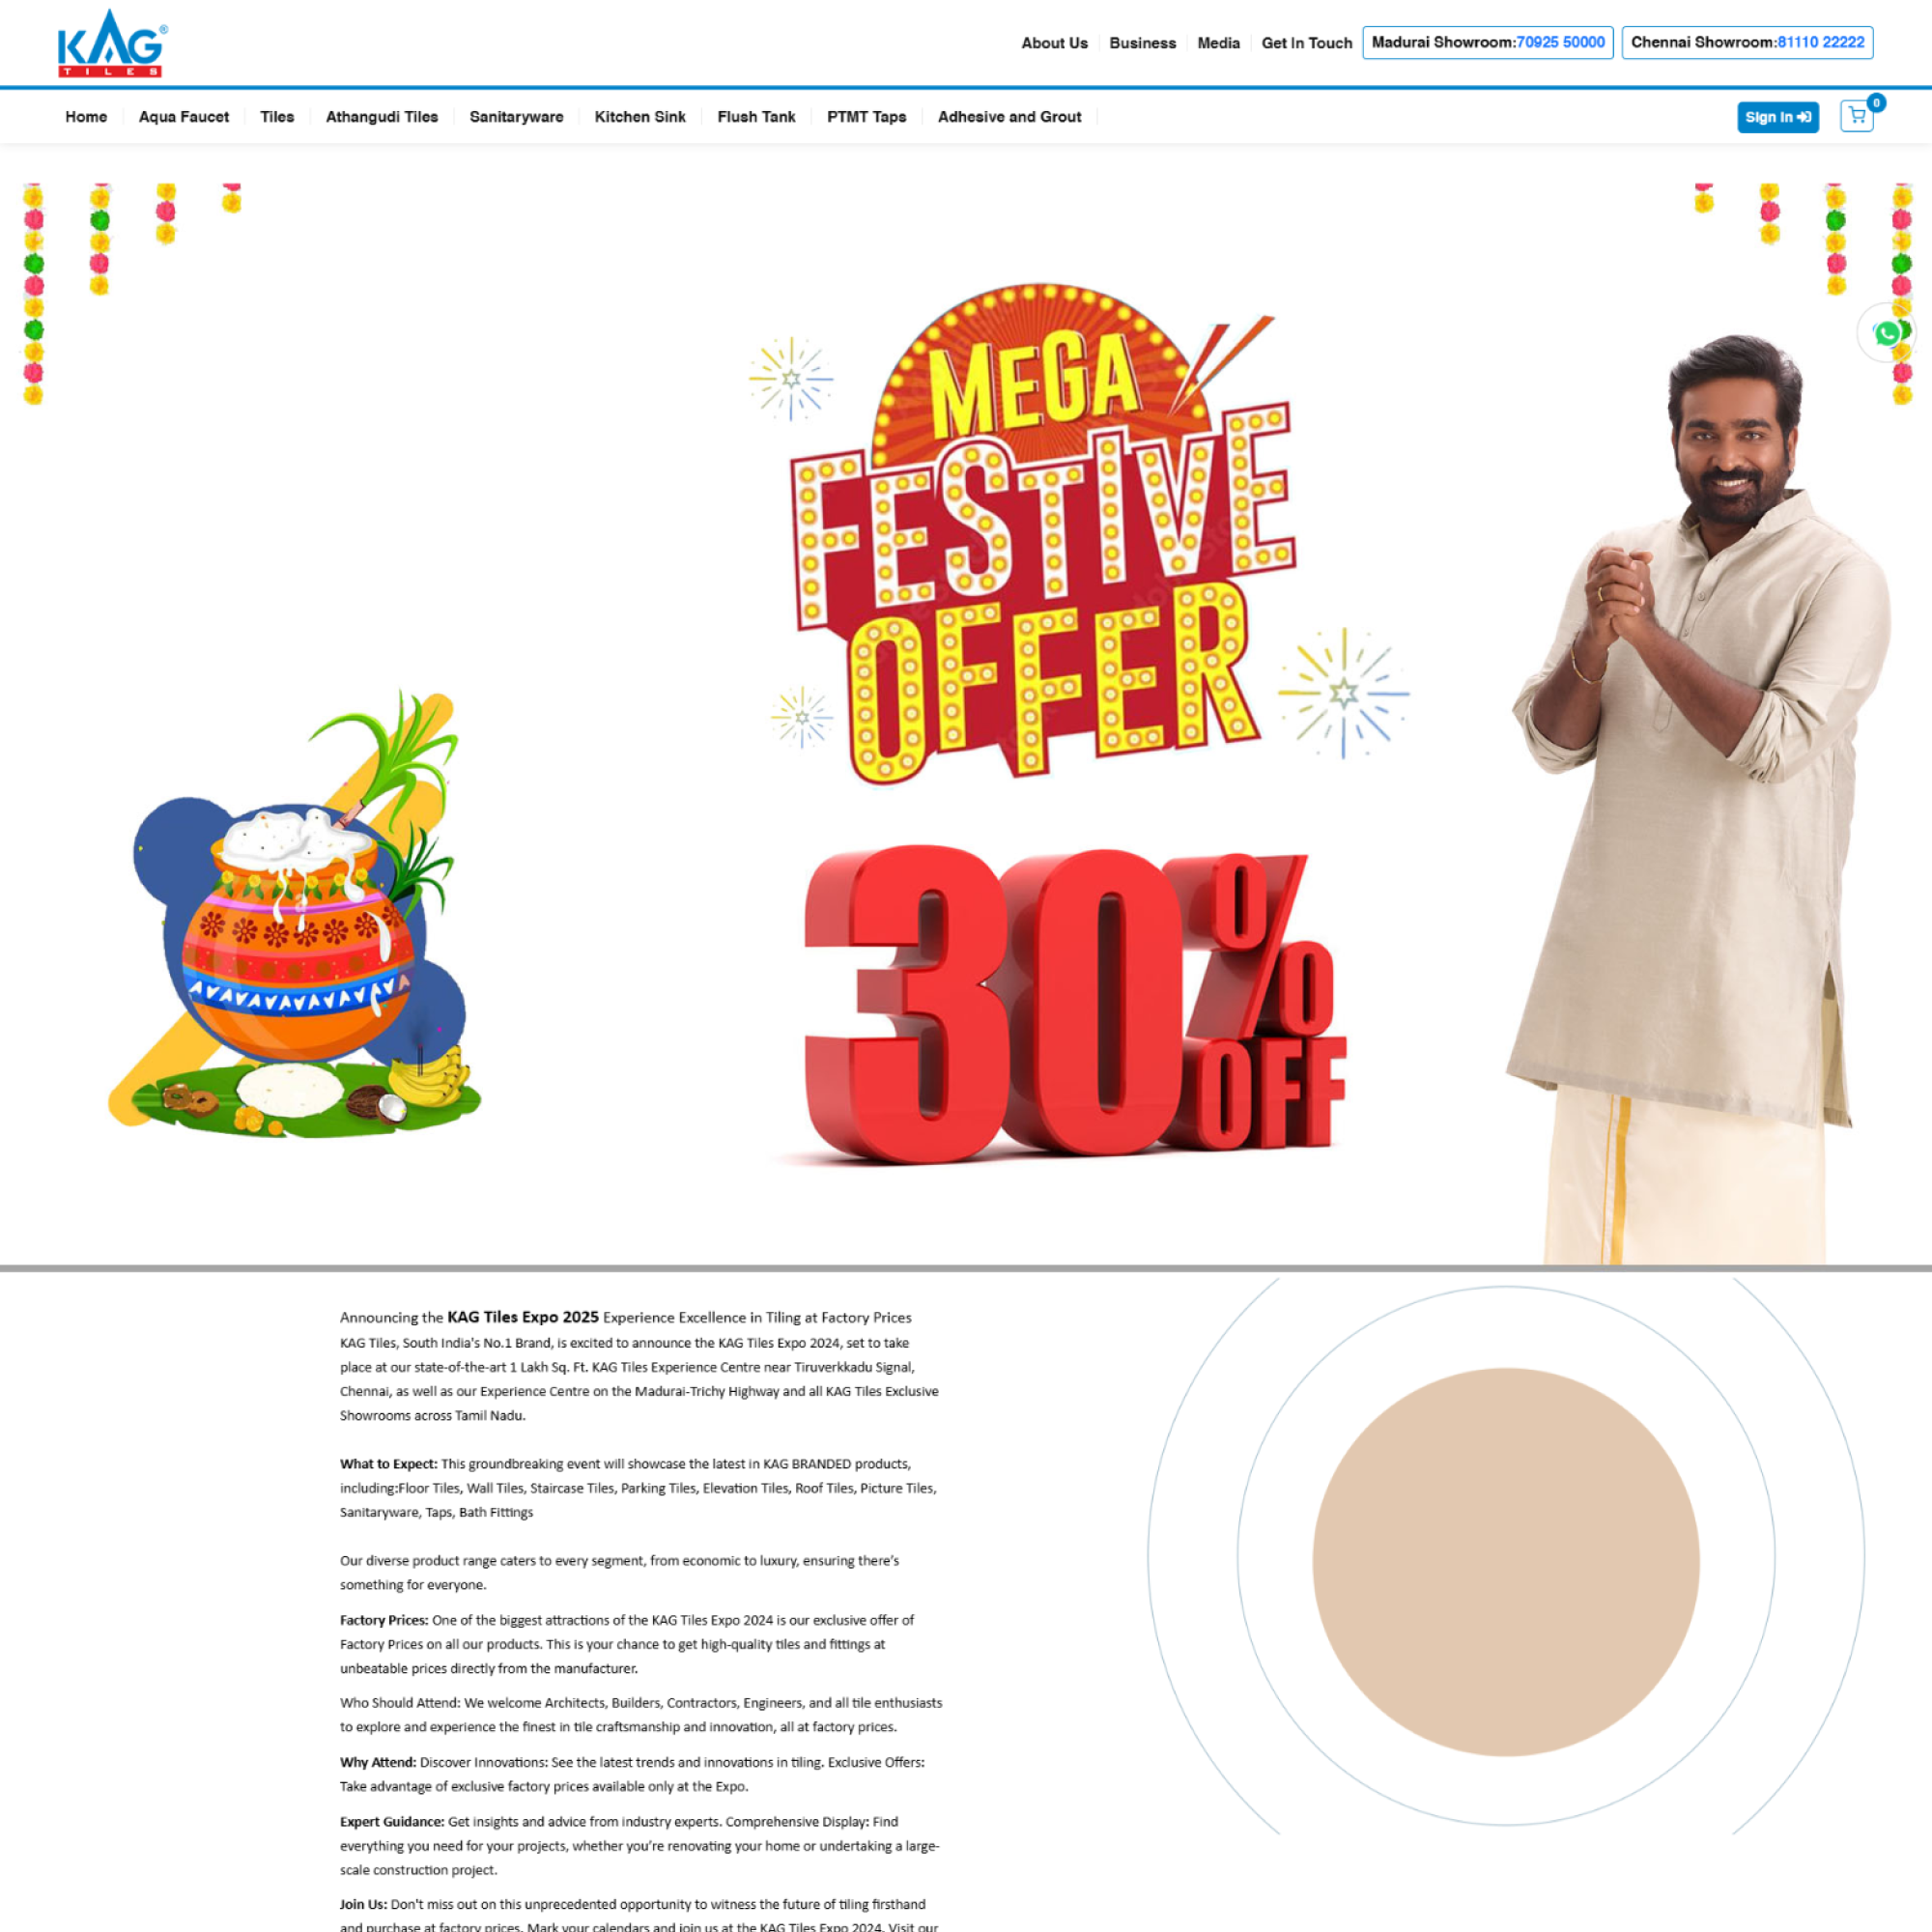 KAG®
TILES
About Us Business Media Get In Touch Madurai Showroom:70925 50000 Chennai Showroom:81110 22222
Home Aqua Faucet Tiles Athangudi Tiles Sanitaryware Kitchen Sink Flush Tank PTMT Taps Adhesive and Grout Sign In 0
MEGA
FESTIVE
OFFER
30%
OFF
Announcing the KAG Tiles Expo 2025 Experience Excellence in Tiling at Factory Prices
KAG Tiles, South India's No.1 Brand, is excited to announce the KAG Tiles Expo 2024, set to take
place at our state-of-the-art 1 Lakh Sq. Ft. KAG Tiles Experience Centre near Tiruverkkadu Signal,
Chennai, as well as our Experience Centre on the Madurai-Trichy Highway and all KAG Tiles Exclusive
Showrooms across Tamil Nadu.
What to Expect: This groundbreaking event will showcase the latest in KAG BRANDED products,
including:Floor Tiles, Wall Tiles, Staircase Tiles, Parking Tiles, Elevation Tiles, Roof Tiles, Picture Tiles,
Sanitaryware, Taps, Bath Fittings
Our diverse product range caters to every segment, from economic to luxury, ensuring there's
something for everyone.
Factory Prices: One of the biggest attractions of the KAG Tiles Expo 2024 is our exclusive offer of
Factory Prices on all our products. This is your chance to get high-quality tiles and fittings at
unbeatable prices directly from the manufacturer.
Who Should Attend: We welcome Architects, Builders, Contractors, Engineers, and all tile enthusiasts
to explore and experience the finest in tile craftsmanship and innovation, all at factory prices.
Why Attend: Discover Innovations: See the latest trends and innovations in tiling. Exclusive Offers:
Take advantage of exclusive factory prices available only at the Expo.
Expert Guidance: Get insights and advice from industry experts. Comprehensive Display: Find
everything you need for your projects, whether you're renovating your home or undertaking a large-
scale construction project.
Join Us: Don't miss out on this unprecedented opportunity to witness the future of tiling firsthand
and purchase at factory prices. Mark your calendars and join us at the KAG Tiles Expo 2024. Visit our